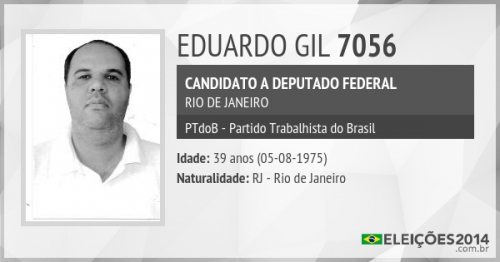 EDUARDO GIL 7056
CANDIDATO A DEPUTADO FEDERAL
RIO DE JANEIRO
PTdoB - Partido Trabalhista do Brasil
Idade: 39 anos (05-08-1975)
Naturalidade: RJ - Rio de Janeiro
ELEIÇÕES2014
.com.br